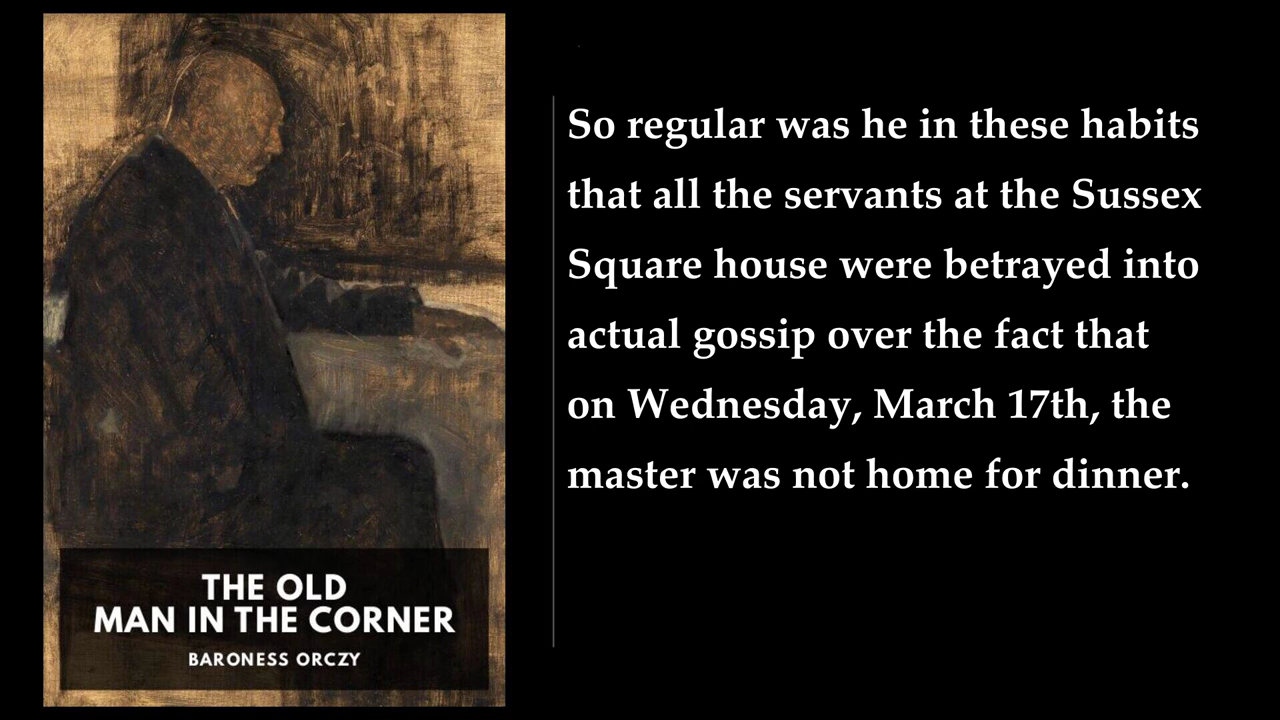 So regular was he in these habits
that all the servants at the Sussex
Square house were betrayed into
actual gossip over the fact that
on Wednesday, March 17th, the
master was not home for dinner.
THE OLD
MAN IN THE CORNER
BARONESS ORCZY